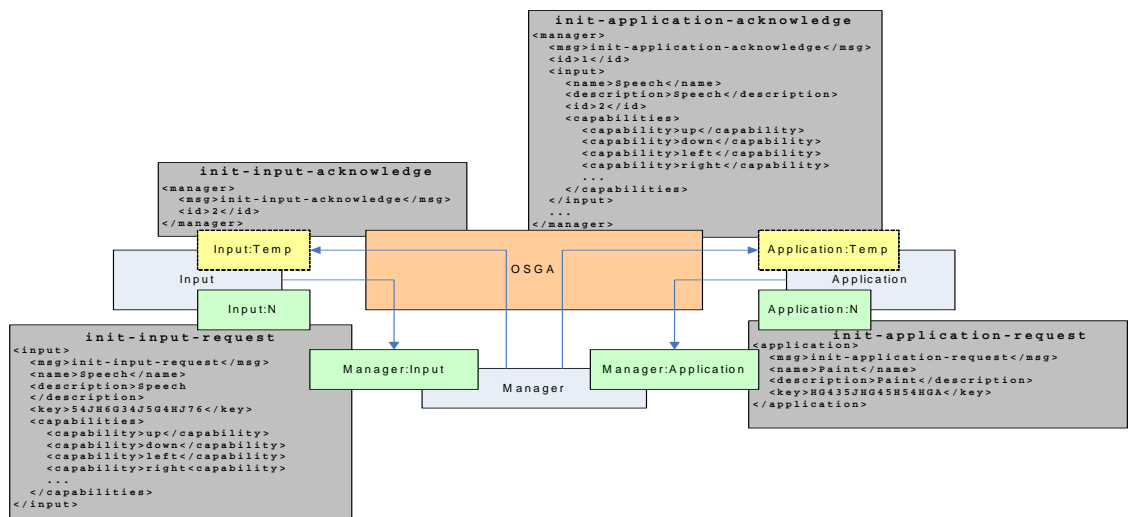 init-application-acknowledge
<manager>
<msg>init-application-acknowledge</msg>
<id>1</id>
<input>
<name>Speech</name>
<description>Speech</description>
<id>2</id>
<capabilities>
<capability>up</capability>
<capability>down</capability>
<capability>left</capability>
<capability>right</capability>
...
</capabilities>
</input>
...
</manager>
init-input-acknowledge
<manager>
<msg>init-input-acknowledge</msg>
<id>2</id>
</manager>
Input:Temp
Input
Input:N
OSGA
Application:Temp
Application
Application:N
init-input-request
<input>
<msg>init-input-request</msg>
<name>Speech</name>
<description>Speech
</description>
<key>54JH6G34J5G4HJ76</key>
<capabilities>
<capability>up</capability>
<capability>down</capability>
<capability>left</capability>
<capability>right<capability>
...
</capabilities>
</input>
Manager:Input
Manager
Manager:Application
init-application-request
<application>
<msg>init-application-request</msg>
<name>Paint</name>
<description>Paint</description>
<key>HG435JHG45H54HGA</key>
</application>